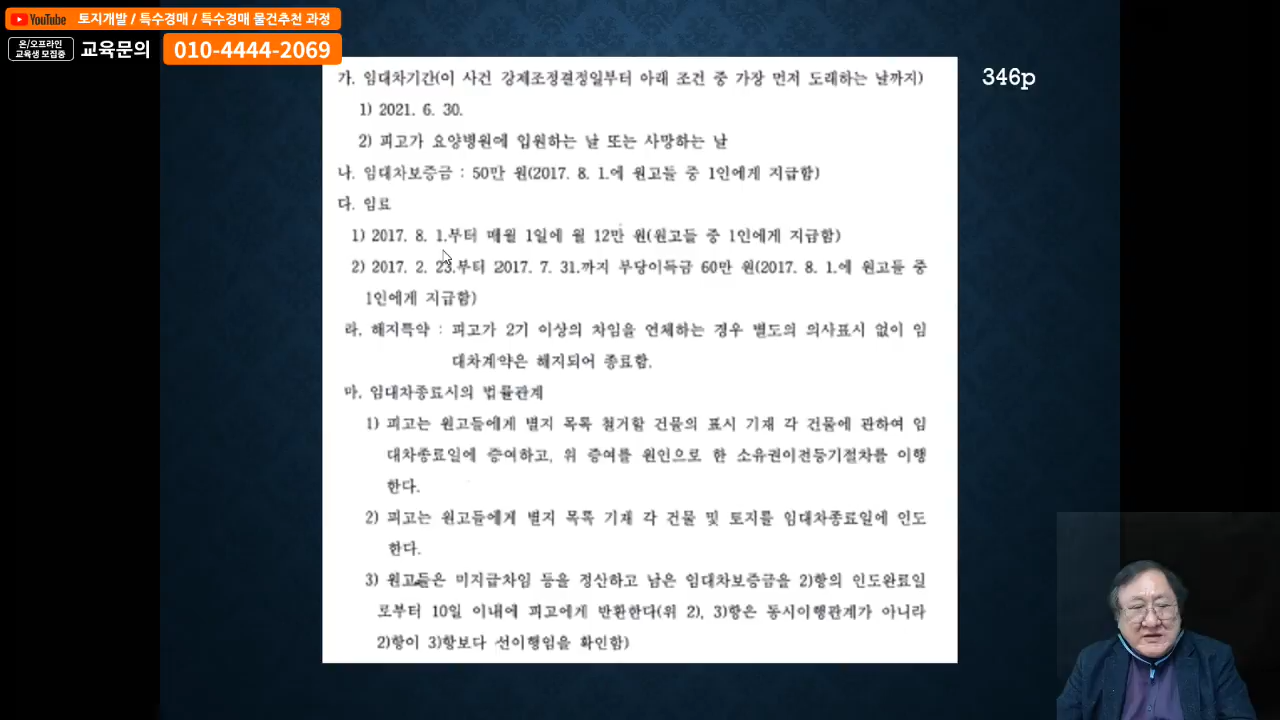 YouTube 토지개발 / 특수경매 / 특수경매 물건추천 과정
온/오프라인
교육생 모집중
교육문의 010-4444-2069
346p
가. 임대차기간(이 사건 강제조정결정일부터 아래 조건 중 가장 먼저 도래하는 날까지)
1) 2021. 6. 30.
2) 피고가 요양병원에 입원하는 날 또는 사망하는 날
나. 임대차보증금 : 50만 원(2017. 8. 1.에 원고들 중 1인에게 지급함)
다. 임료
1) 2017. 8. 1.부터 매월 1일에 월 12만 원(원고들 중 1인에게 지급함)
2) 2017. 2. 23.부터 2017. 7. 31.까지 부당이득금 60만 원(2017. 8. 1.에 원고들 중
1인에게 지급함)
라. 해지특약 : 피고가 2기 이상의 차임을 연체하는 경우 별도의 의사표시 없이 임
대차계약은 해지되어 종료함.
마. 임대차종료시의 법률관계
1) 피고는 원고들에게 별지 목록 철거할 건물의 표시 기재 각 건물에 관하여 임
대차종료일에 증여하고, 위 증여를 원인으로 한 소유권이전등기절차를 이행
한다.
2) 피고는 원고들에게 별지 목록 기재 각 건물 및 토지를 임대차종료일에 인도
한다.
3) 원고들은 미지급차임 등을 정산하고 남은 임대차보증금을 2)항의 인도완료일
로부터 10일 이내에 피고에게 반환한다(위 2), 3)항은 동시이행관계가 아니라
2)항이 3)항보다 선이행임을 확인함)